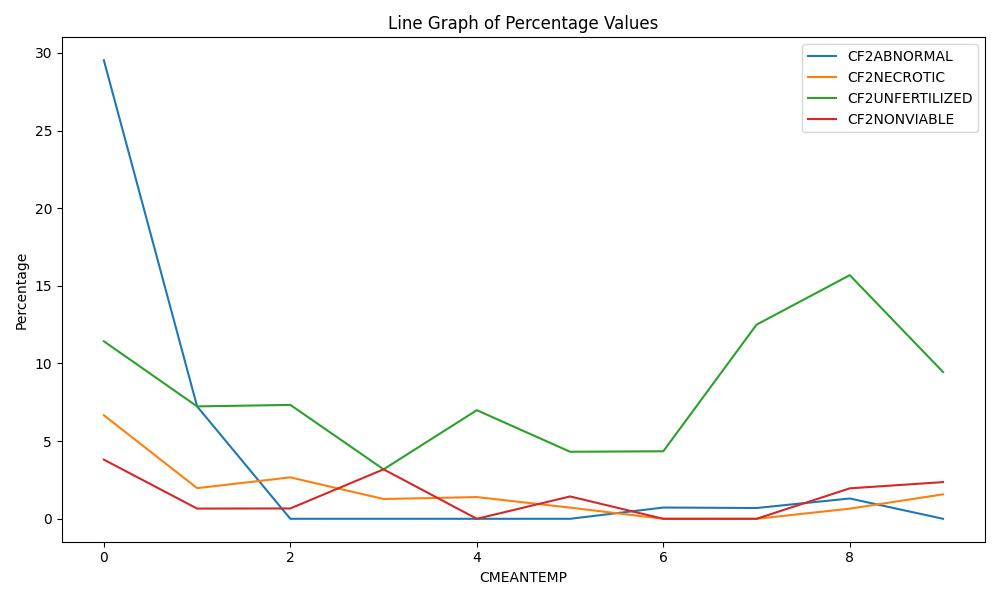 Line Graph of Percentage Values
CF2ABNORMAL
CF2NECROTIC
CF2UNFERTILIZED
CF2NONVIABLE
30
25
20
15
10
5
0
Percentage
0 2 4 6 8
CMEANTEMP